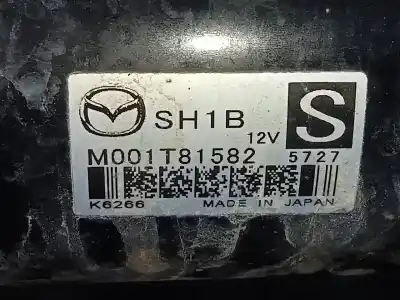 SH1B 12V S
M001T81582 5727
K6266 MADE IN JAPAN